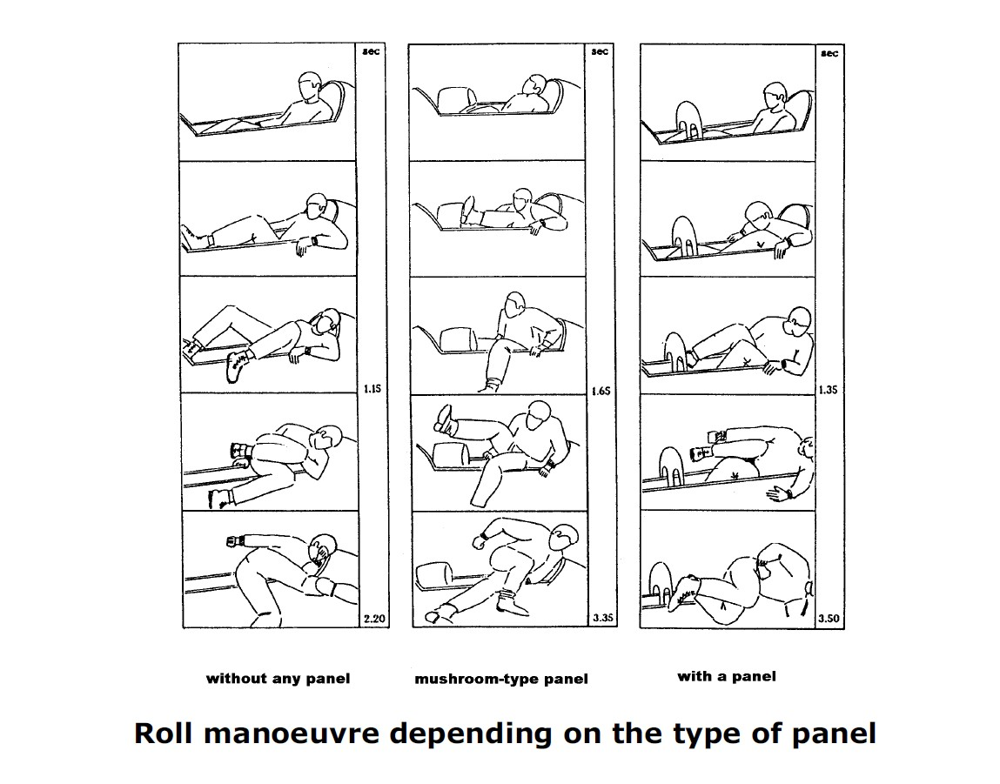 sec
1.15
2.20
sec
1.65
3.35
sec
1.35
3.50
without any panel
mushroom-type panel
with a panel
Roll manoeuvre depending on the type of panel